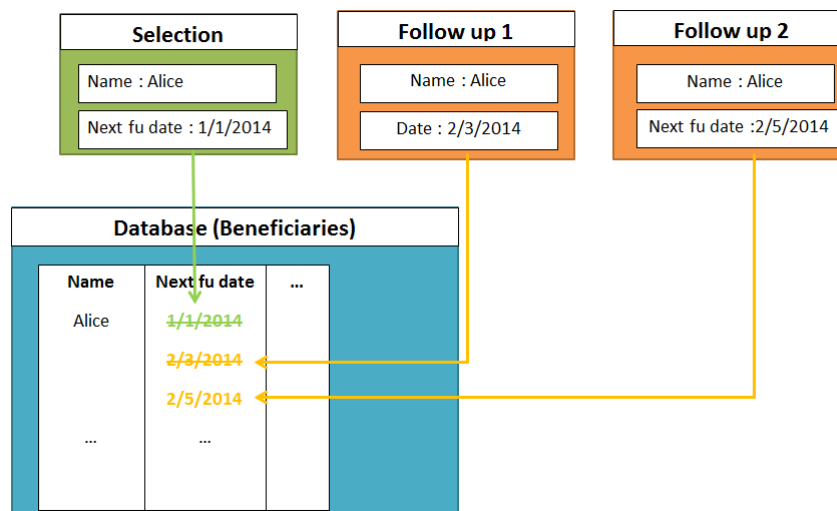 Selection
Name : Alice
Next fu date : 1/1/2014
Follow up 1
Name : Alice
Date : 2/3/2014
Follow up 2
Name : Alice
Next fu date :2/5/2014
Database (Beneficiaries)
Name Next fu date ...
Alice 1/1/2014
2/3/2014
2/5/2014
... ...